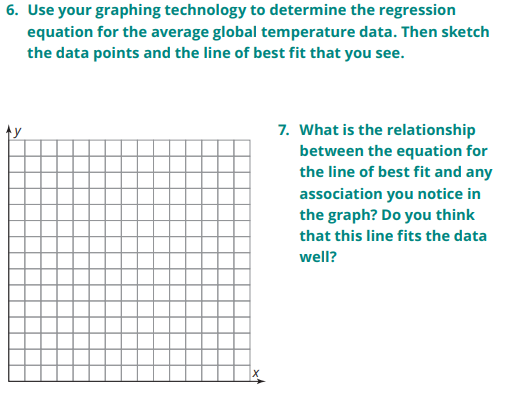 6. Use your graphing technology to determine the regression
equation for the average global temperature data. Then sketch
the data points and the line of best fit that you see.
y
7. What is the relationship
between the equation for
the line of best fit and any
association you notice in
the graph? Do you think
that this line fits the data
well?
x